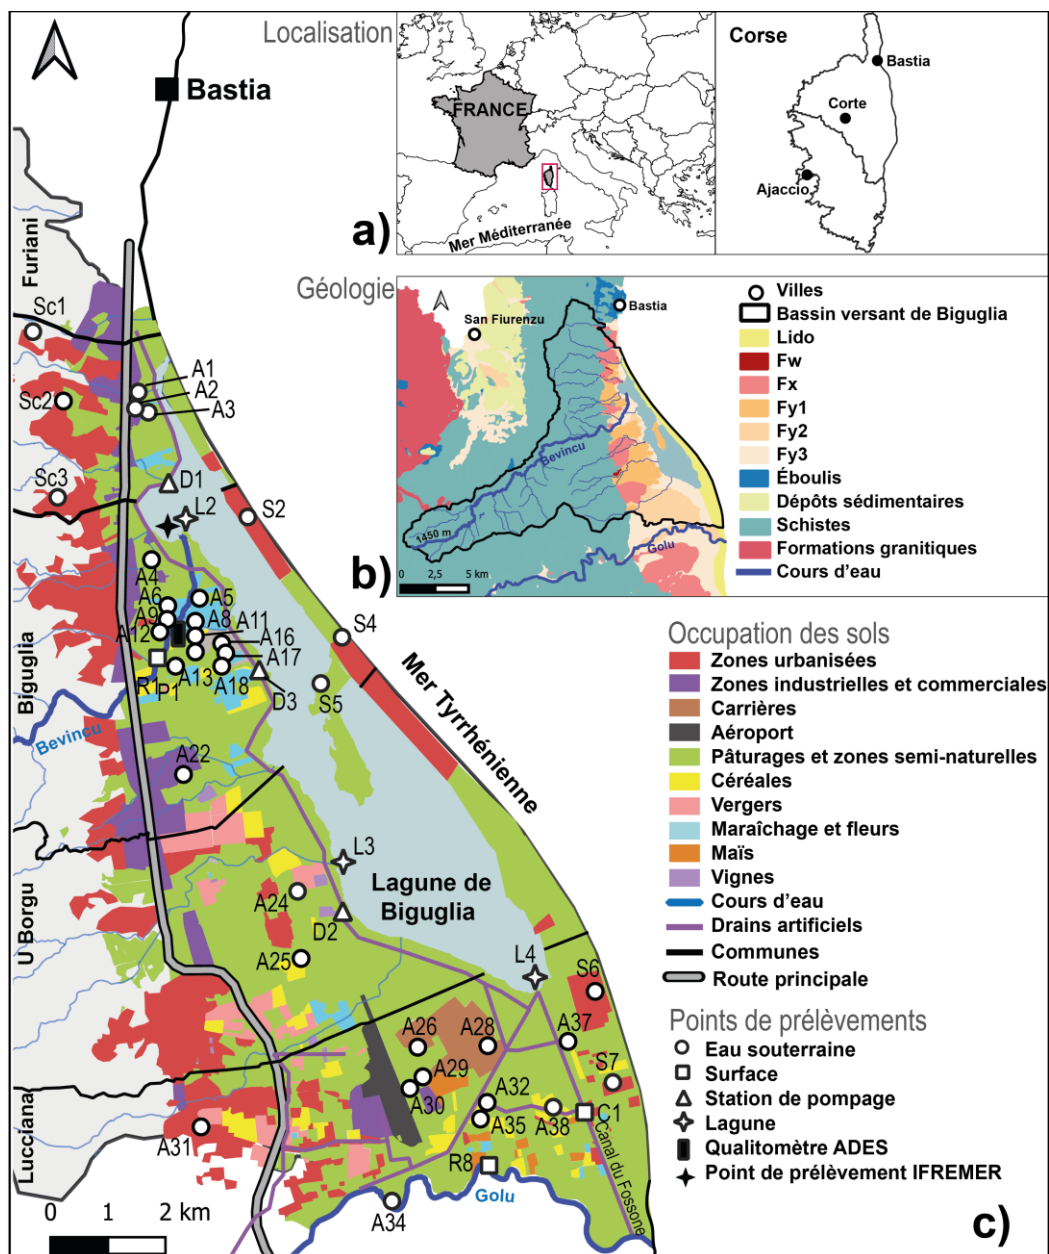 Localisation
FRANCE
Mer Méditerranée
a)
Corse
Bastia
Corte
Ajaccio
Géologie
San Fiurenzu
Bastia
Bevincu
1450 m
Golu
0 2,5 5 km
b)
Villes
Bassin versant de Biguglia
Lido
Fw
Fx
Fy1
Fy2
Fy3
Éboulis
Dépôts sédimentaires
Schistes
Formations granitiques
Cours d'eau
Occupation des sols
Zones urbanisées
Zones industrielles et commerciales
Carrières
Aéroport
Pâturages et zones semi-naturelles
Céréales
Vergers
Maraîchage et fleurs
Maïs
Vignes
Cours d'eau
Drains artificiels
Communes
Route principale
Points de prélèvements
Eau souterraine
Surface
Station de pompage
Lagune
Qualitomètre ADES
Point de prélèvement IFREMER
c)
Bastia
Furiani
Sc1
A1
A2
A3
Sc2
Sc3
D1
L2
S2
A4
A6
A5
A9
A8
A11
A12
A16
A17
S4
R1
P1
A13
A18
D3
S5
Biguglia
Bevincu
A22
Mer Tyrrhénienne
L3
Lagune de
Biguglia
A24
D2
A25
U Borgu
L4
S6
A26
A28
A37
A29
A30
S7
A32
A35
A38
C1
A31
R8
Canal du Fossone
Lucciana
Golu
A34
0 1 2 km